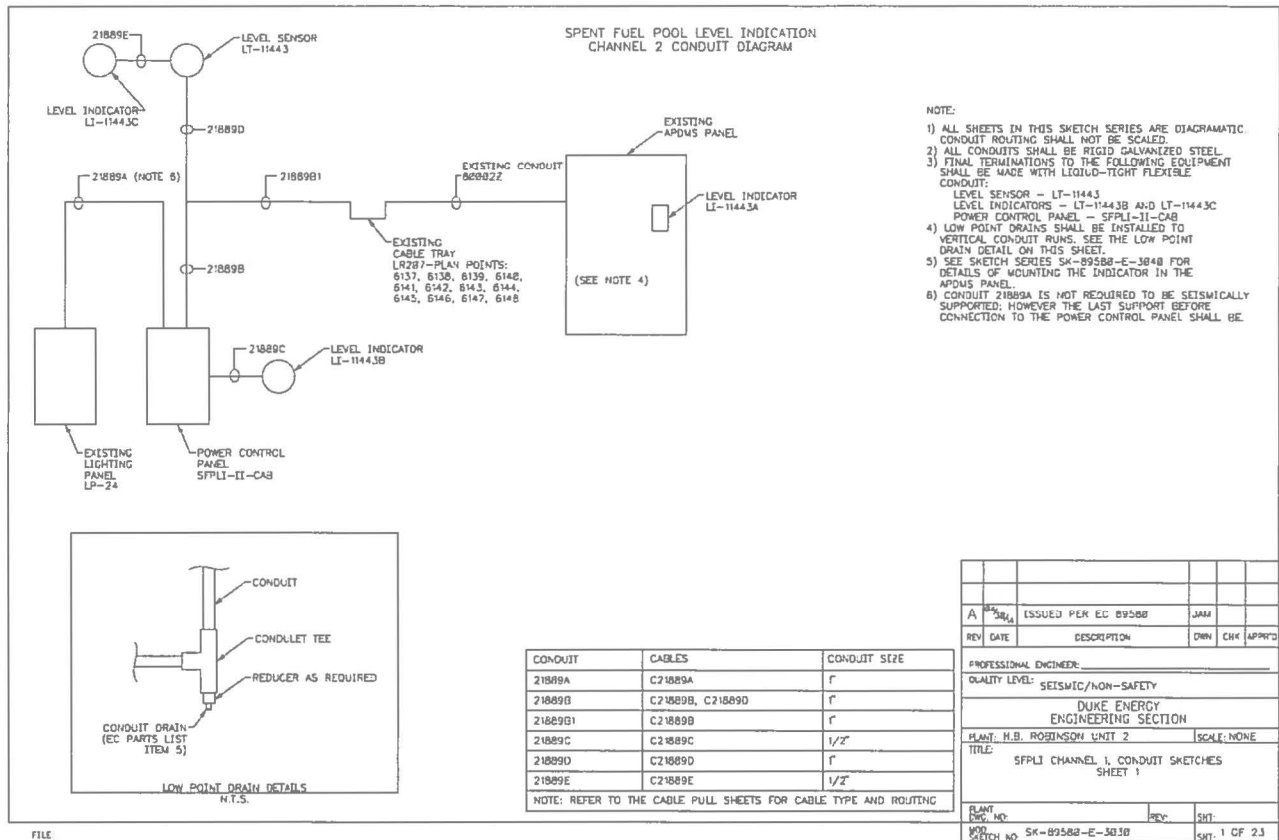 SPENT FUEL POOL LEVEL INDICATION
CHANNEL 2 CONDUIT DIAGRAM
21889E
LEVEL SENSOR
LT-11443
LEVEL INDICATOR
LI-11443C
21889D
21889A (NOTE 6)
21889B1
EXISTING CONDUIT
80002Z
EXISTING
APDMS PANEL
LEVEL INDICATOR
LI-11443A
(SEE NOTE 4)
EXISTING
CABLE TRAY
LR207-PLAN POINTS:
6137, 6138, 6139, 6140,
6141, 6142, 6143, 6144,
6145, 6146, 6147, 6148
21889B
21889C
LEVEL INDICATOR
LI-11443B
EXISTING
LIGHTING
PANEL
LP-24
POWER CONTROL
PANEL
SFPLI-II-CAB
NOTE:
1) ALL SHEETS IN THIS SKETCH SERIES ARE DIAGRAMATIC.
CONDUIT ROUTING SHALL NOT BE SCALED.
2) ALL CONDUITS SHALL BE RIGID GALVANIZED STEEL.
3) FINAL TERMINATIONS TO THE FOLLOWING EQUIPMENT
SHALL BE MADE WITH LIQUID-TIGHT FLEXIBLE
CONDUIT:
LEVEL SENSOR - LT-11443
LEVEL INDICATORS - LT-11443B AND LT-11443C
POWER CONTROL PANEL - SFPLI-II-CAB
4) LOW POINT DRAINS SHALL BE INSTALLED TO
VERTICAL CONDUIT RUNS. SEE THE LOW POINT
DRAIN DETAIL ON THIS SHEET.
5) SEE SKETCH SERIES SK-89580-E-3040 FOR
DETAILS OF MOUNTING THE INDICATOR IN THE
APDMS PANEL.
6) CONDUIT 21889A IS NOT REQUIRED TO BE SEISMICALLY
SUPPORTED; HOWEVER THE LAST SUPPORT BEFORE
CONNECTION TO THE POWER CONTROL PANEL SHALL BE.
CONDUIT
CONDULET TEE
REDUCER AS REQUIRED
CONDUIT DRAIN
(EC PARTS LIST
ITEM 5)
LOW POINT DRAIN DETAILS
N.T.S.
CONDUIT CABLES CONDUIT SIZE
21889A C21889A 1"
21889B C21889B, C21889D 1"
21889B1 C21889B 1"
21889C C21889C 1/2"
21889D C21889D 1"
21889E C21889E 1/2"
NOTE: REFER TO THE CABLE PULL SHEETS FOR CABLE TYPE AND ROUTING
A ISSUED PER EC 89580 JAM
REV DATE DESCRIPTION DWN CHK APPR'D
PROFESSIONAL ENGINEER:
QUALITY LEVEL: SEISMIC/NON-SAFETY
DUKE ENERGY
ENGINEERING SECTION
PLANT: H.B. ROBINSON UNIT 2 SCALE: NONE
TITLE:
SFPLI CHANNEL 1, CONDUIT SKETCHES
SHEET 1
PLANT DWG. NO: REV: SHT:
MOD SKETCH NO: SK-89580-E-3030 SHT: 1 OF 23
FILE